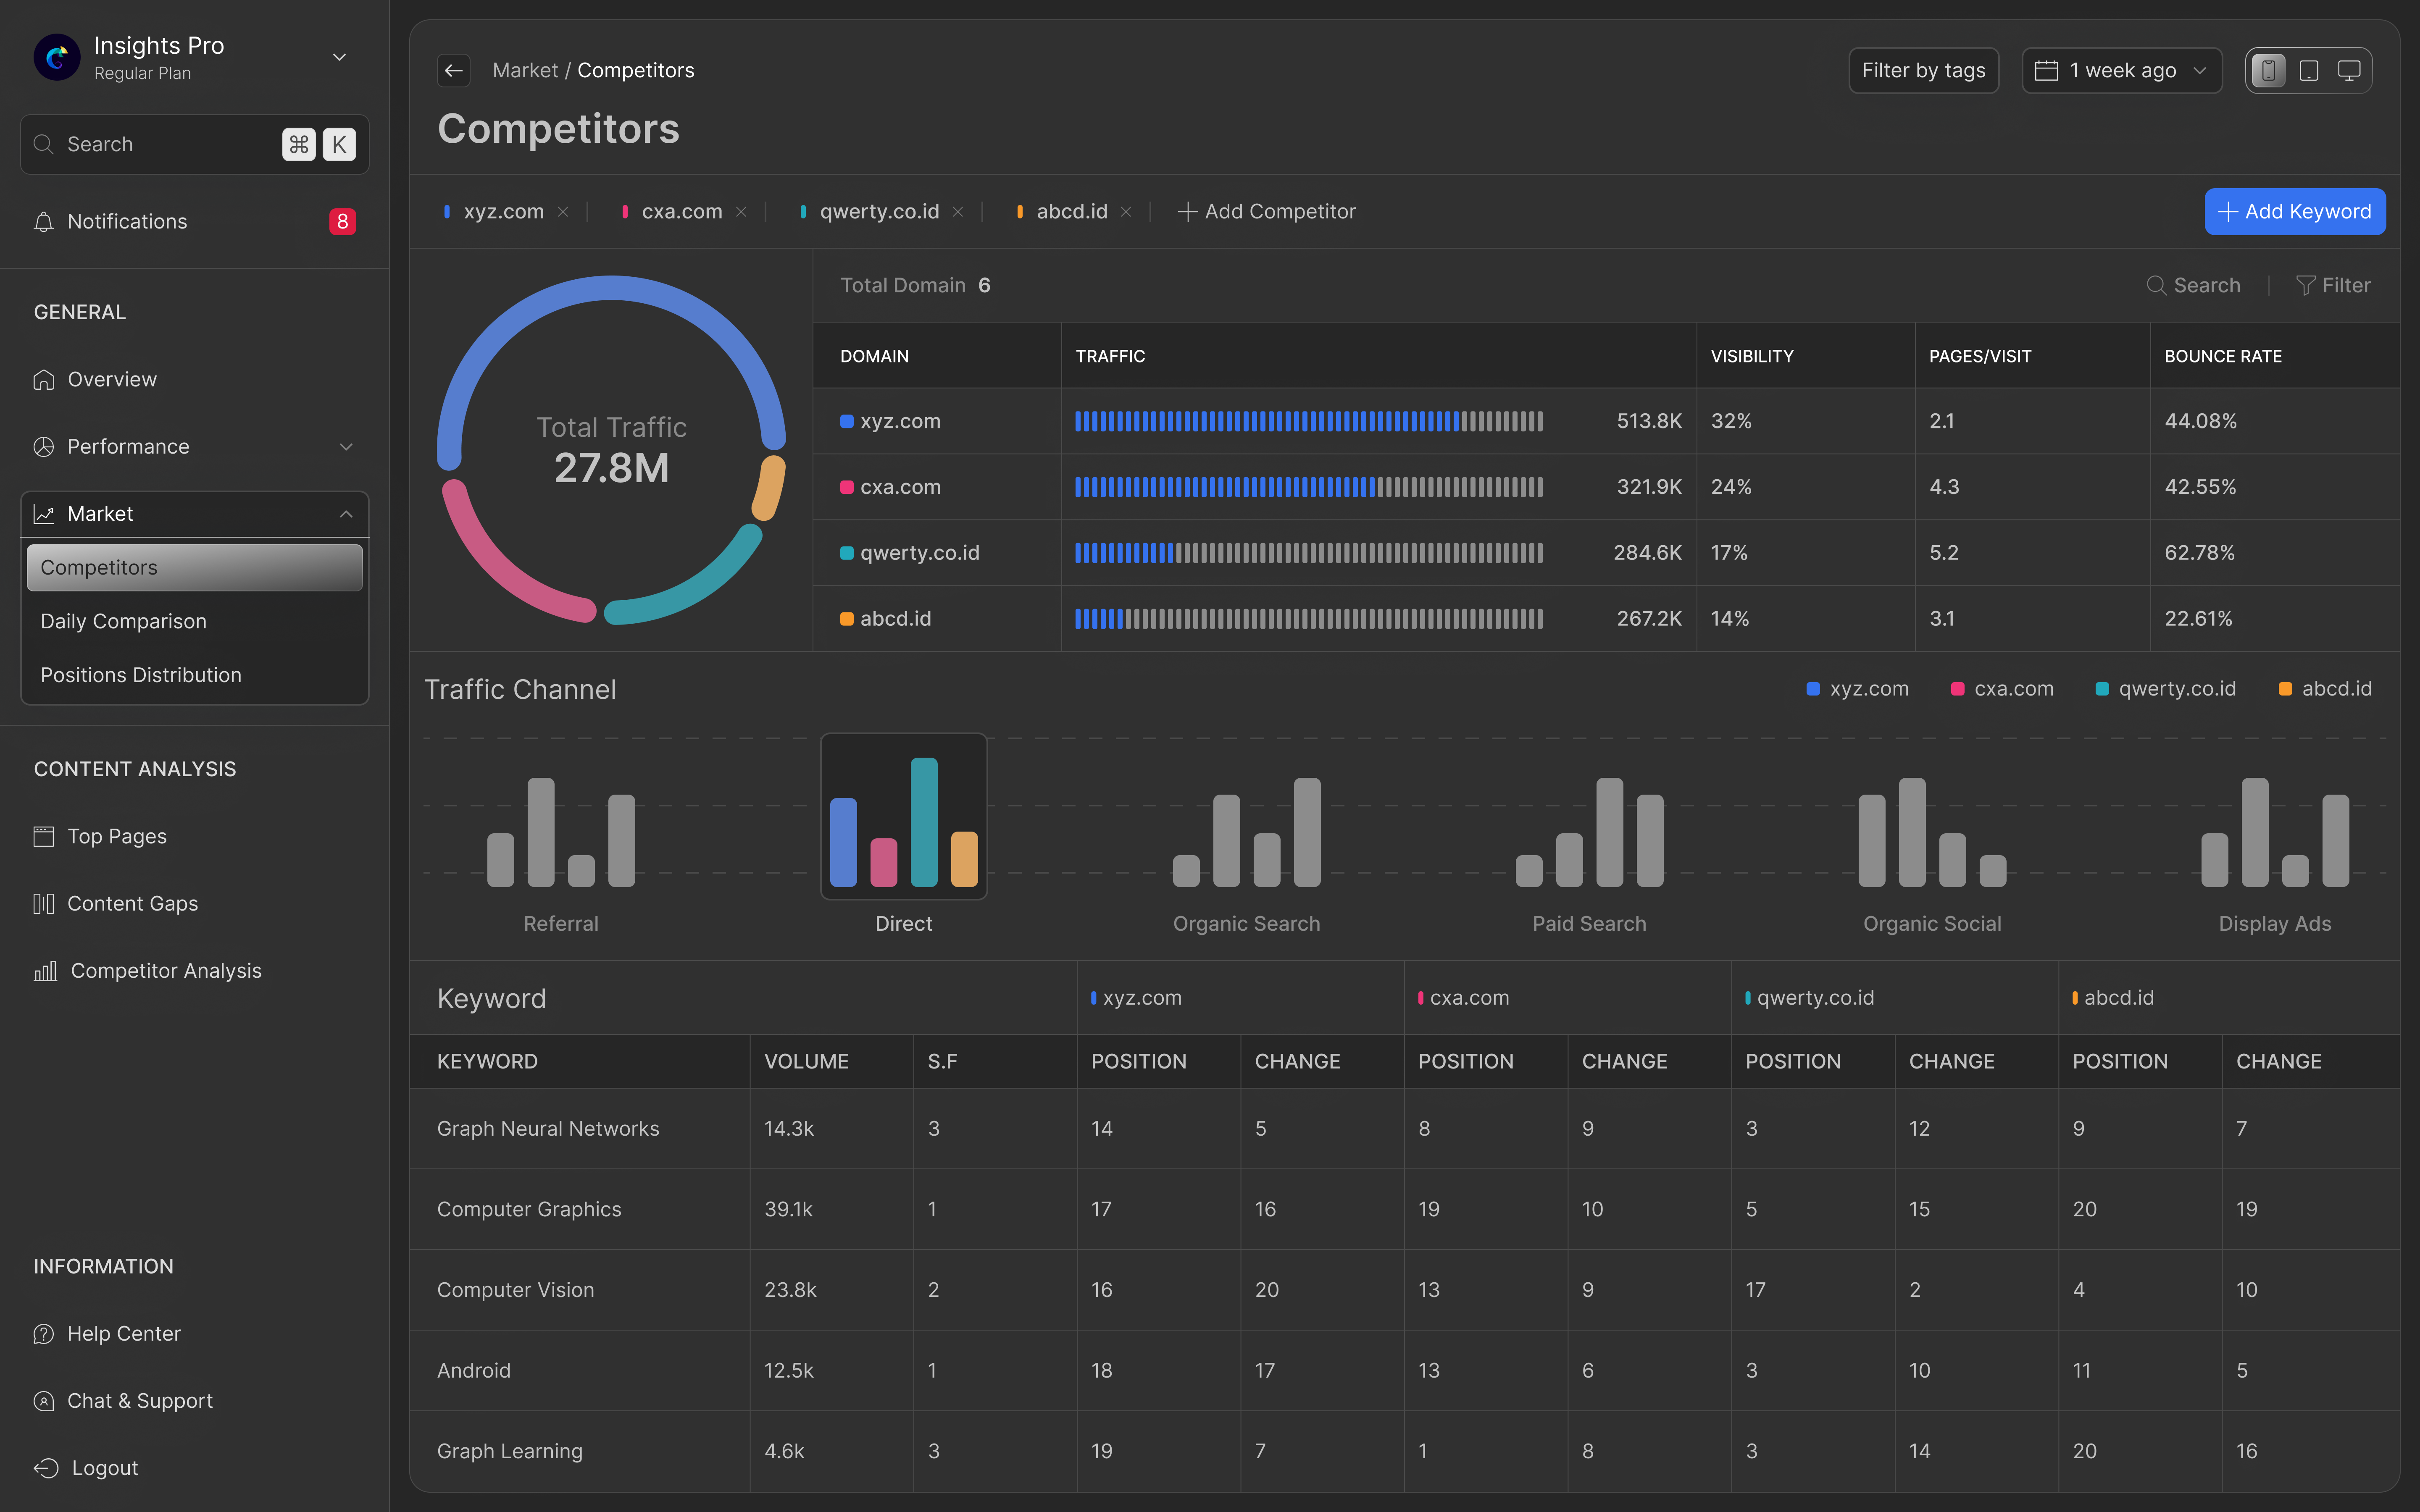 Insights Pro
Regular Plan
Search ⌘ K
Notifications 8
GENERAL
Overview
Performance
Market
Competitors
Daily Comparison
Positions Distribution
CONTENT ANALYSIS
Top Pages
Content Gaps
Competitor Analysis
INFORMATION
Help Center
Chat & Support
Logout
Market / Competitors
Filter by tags
1 week ago
Competitors
xyz.com
cxa.com
qwerty.co.id
abcd.id
Add Competitor
Add Keyword
Total Traffic
27.8M
Total Domain 6
Search
Filter
DOMAIN TRAFFIC VISIBILITY PAGES/VISIT BOUNCE RATE
xyz.com 513.8K 32% 2.1 44.08%
cxa.com 321.9K 24% 4.3 42.55%
qwerty.co.id 284.6K 17% 5.2 62.78%
abcd.id 267.2K 14% 3.1 22.61%
Traffic Channel
xyz.com cxa.com qwerty.co.id abcd.id
Referral Direct Organic Search Paid Search Organic Social Display Ads
Keyword xyz.com cxa.com qwerty.co.id abcd.id
KEYWORD VOLUME S.F POSITION CHANGE POSITION CHANGE POSITION CHANGE POSITION CHANGE
Graph Neural Networks 14.3k 3 14 5 8 9 3 12 9 7
Computer Graphics 39.1k 1 17 16 19 10 5 15 20 19
Computer Vision 23.8k 2 16 20 13 9 17 2 4 10
Android 12.5k 1 18 17 13 6 3 10 11 5
Graph Learning 4.6k 3 19 7 1 8 3 14 20 16